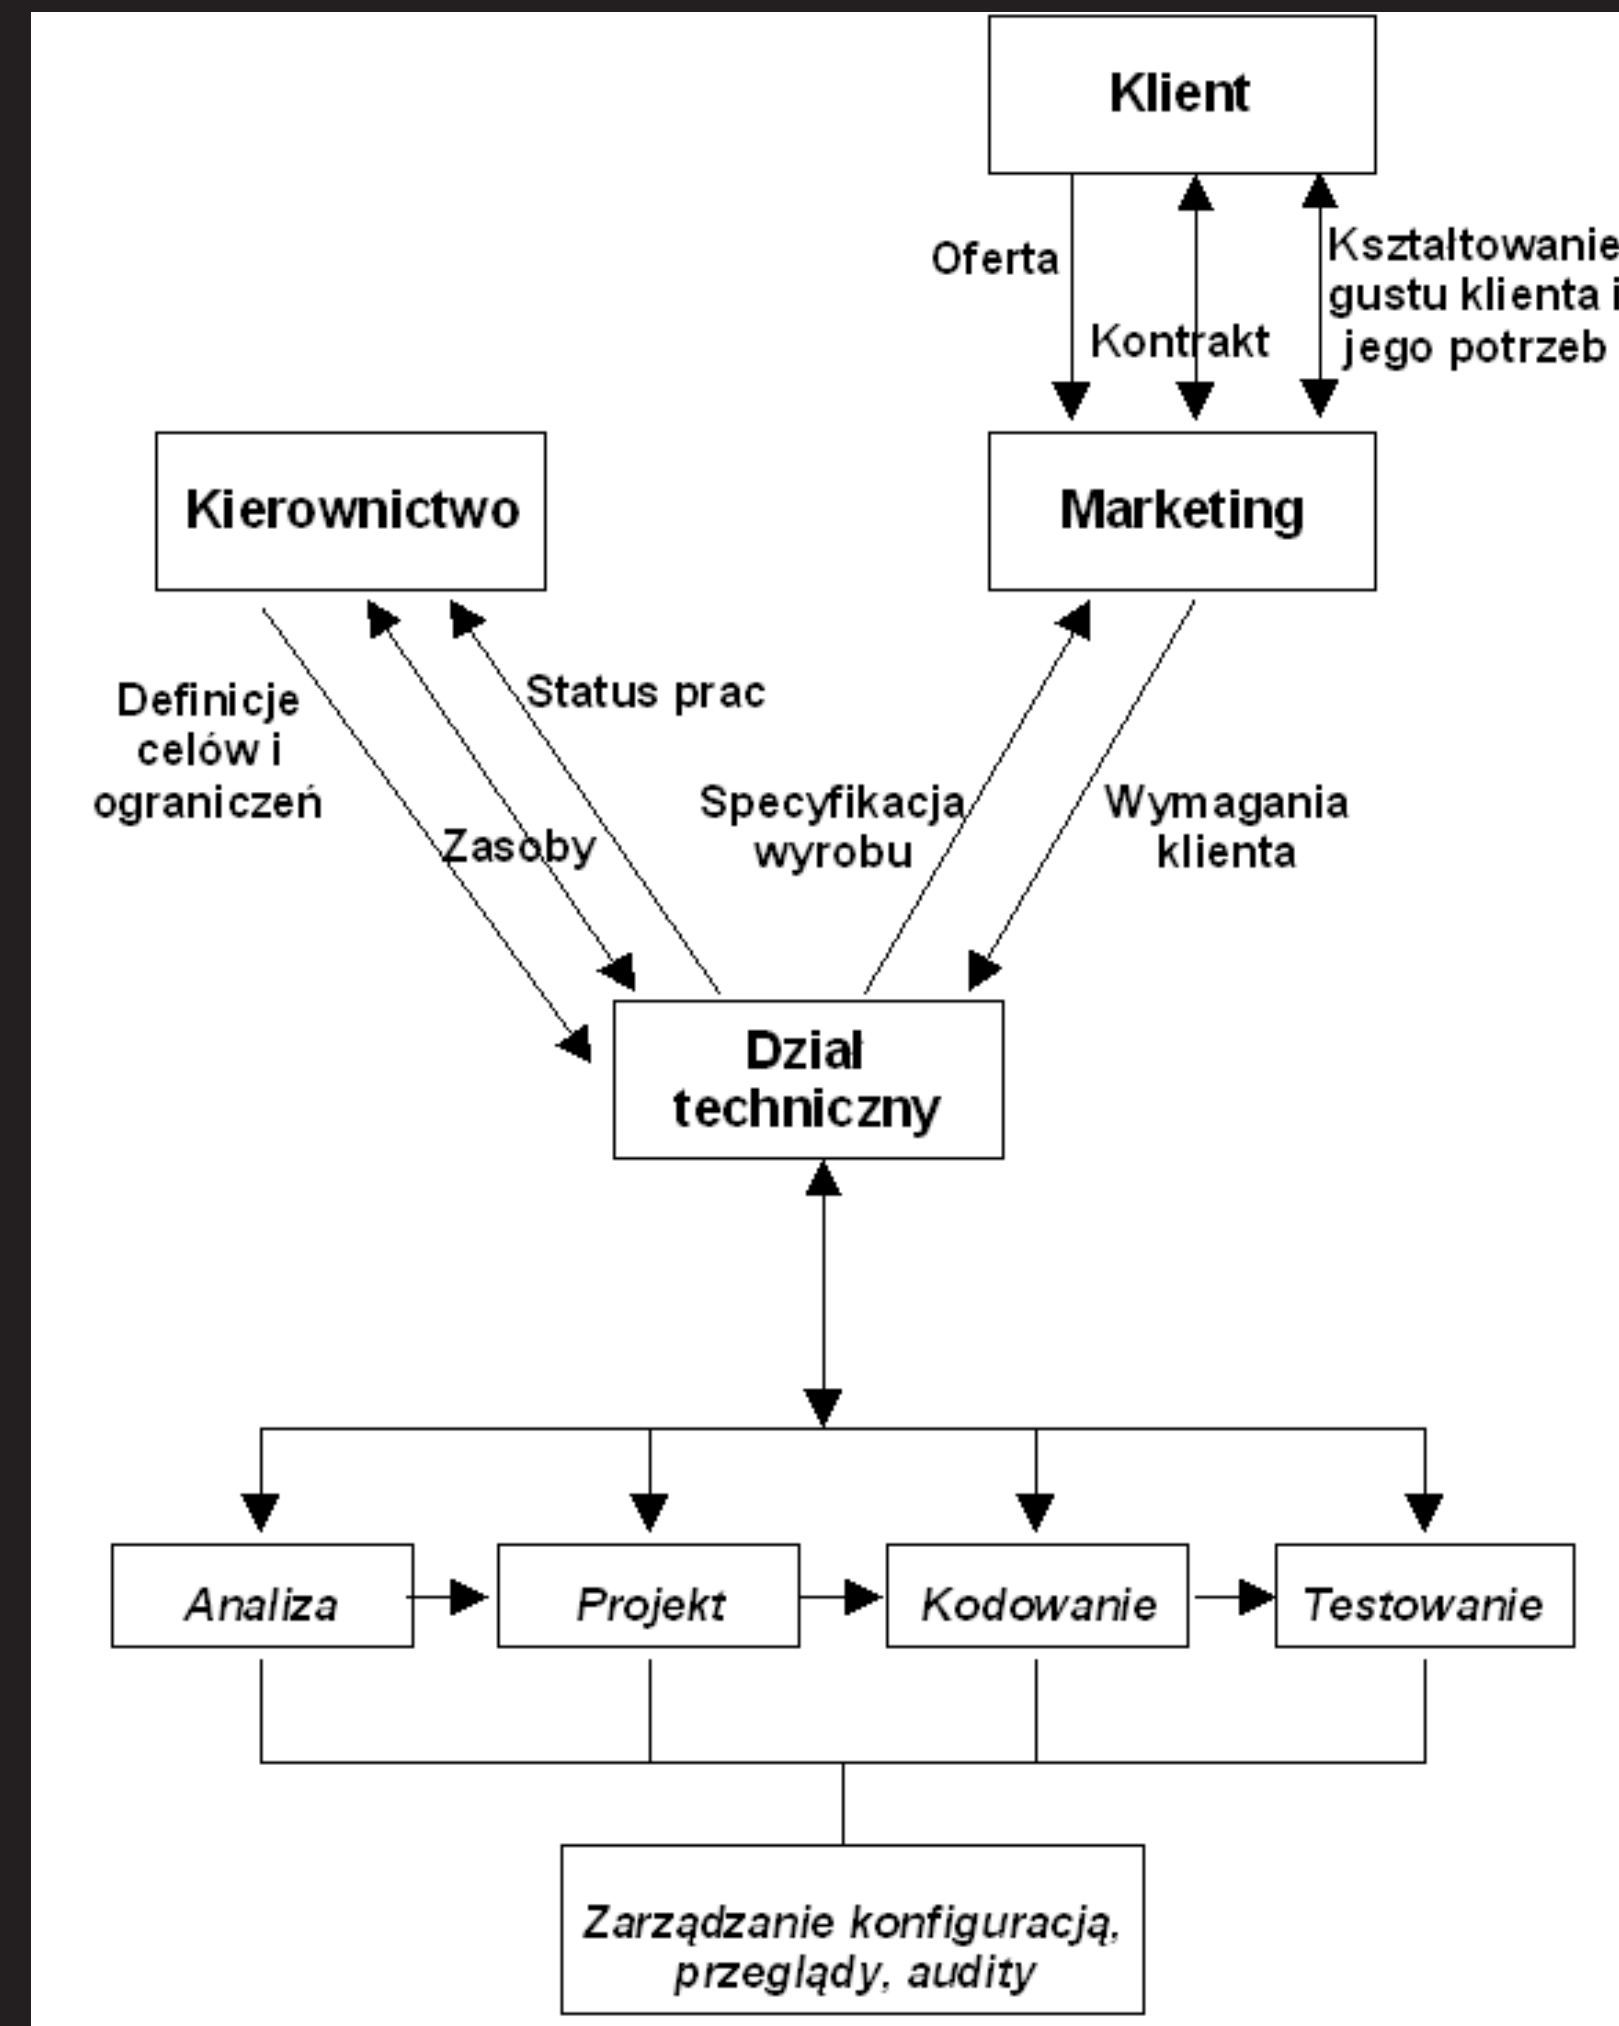 Klient
Oferta
Kontrakt
Kształtowanie
gustu klienta i
jego potrzeb
Kierownictwo
Marketing
Definicje
celów i
ograniczeń
Zasoby
Status prac
Specyfikacja
wyrobu
Wymagania
klienta
Dział
techniczny
Analiza
Projekt
Kodowanie
Testowanie
Zarządzanie konfiguracją,
przeglądy, audity